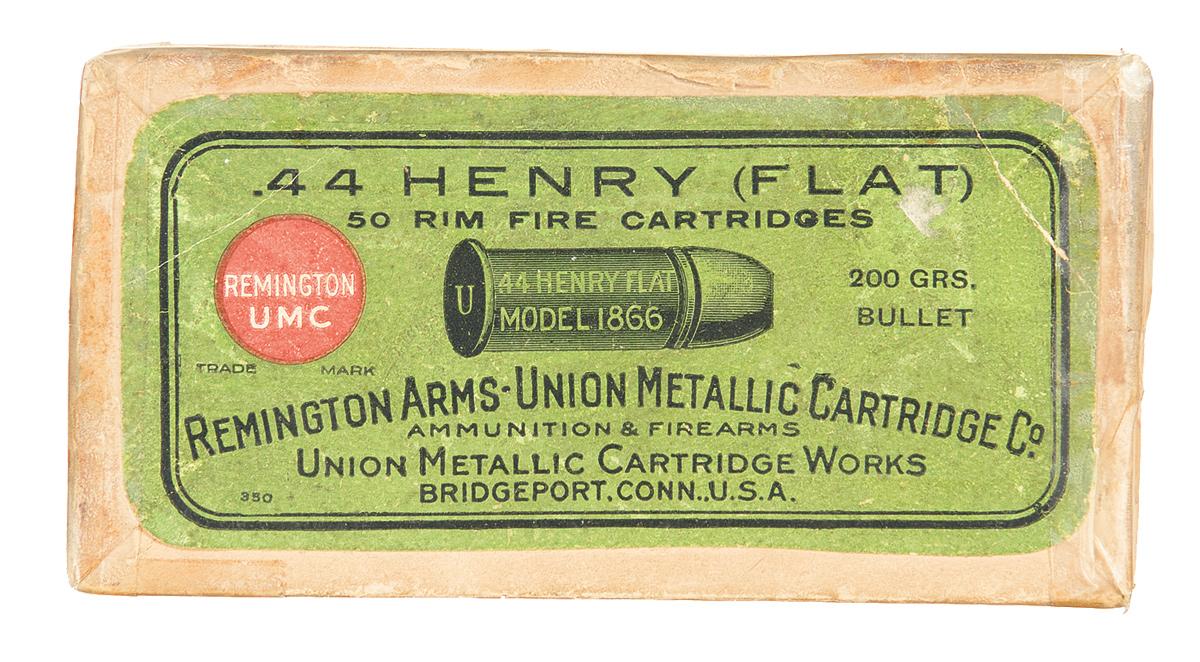 .44 HENRY (FLAT)
50 RIM FIRE CARTRIDGES
REMINGTON
UMC
TRADE MARK
U
44 HENRY FLAT
MODEL 1866
200 GRS.
BULLET
REMINGTON ARMS-UNION METALLIC CARTRIDGE Co.
AMMUNITION & FIREARMS
UNION METALLIC CARTRIDGE WORKS
350
BRIDGEPORT, CONN., U.S.A.